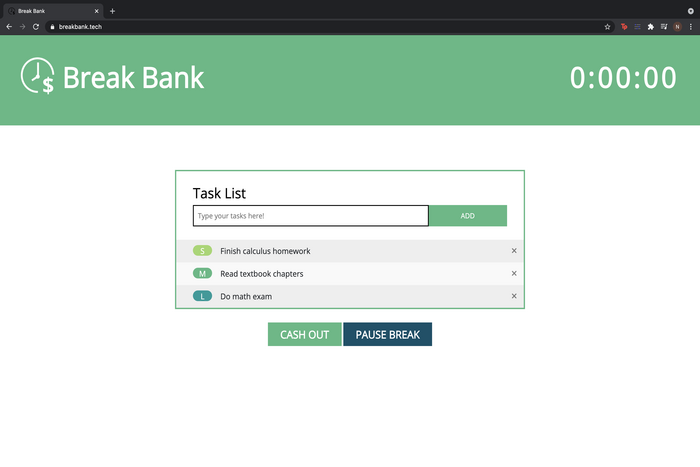 Break Bank
breakbank.tech
N
$
Break Bank
0:00:00
Task List
Type your tasks here!
ADD
S Finish calculus homework ×
M Read textbook chapters ×
L Do math exam ×
CASH OUT
PAUSE BREAK